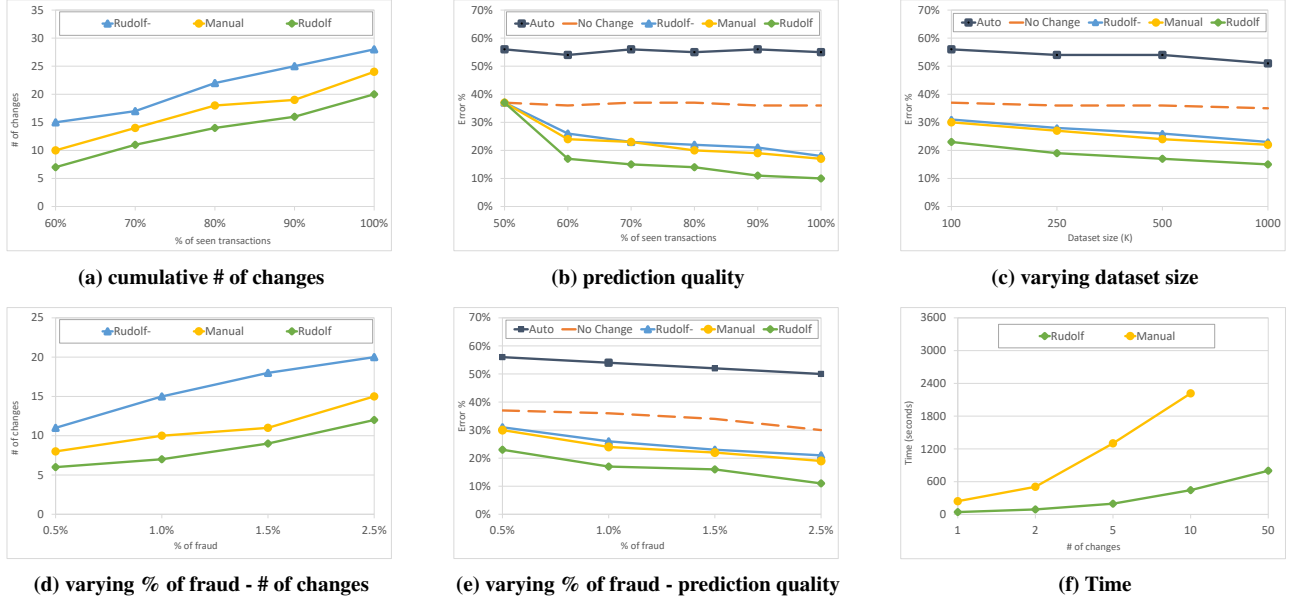 35
30
25
20
15
10
5
0
# of changes
Rudolf- Manual Rudolf
60% 70% 80% 90% 100%
% of seen transactions
(a) cumulative # of changes
70%
60%
50%
40%
30%
20%
10%
0%
Error %
Auto No Change Rudolf- Manual Rudolf
50% 60% 70% 80% 90% 100%
% of seen transactions
(b) prediction quality
70%
60%
50%
40%
30%
20%
10%
0%
Error %
Auto No Change Rudolf- Manual Rudolf
100 250 500 1000
Dataset size (K)
(c) varying dataset size
25
20
15
10
5
0
# of changes
Rudolf- Manual Rudolf
0.5% 1.0% 1.5% 2.5%
% of fraud
(d) varying % of fraud - # of changes
70%
60%
50%
40%
30%
20%
10%
0%
Error %
Auto No Change Rudolf- Manual Rudolf
0.5% 1.0% 1.5% 2.5%
% of fraud
(e) varying % of fraud - prediction quality
3600
3000
2400
1800
1200
600
0
Time (seconds)
Rudolf Manual
1 2 5 10 50
# of changes
(f) Time